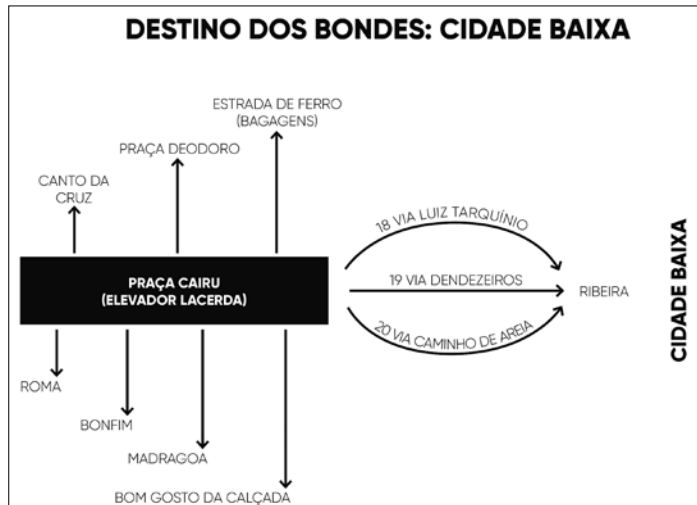 DESTINO DOS BONDES: CIDADE BAIXA
ESTRADA DE FERRO
(BAGAGENS)
PRAÇA DEODORO
CANTO DA
CRUZ
18 VIA LUIZ TARQUÍNIO
PRAÇA CAIRU
(ELEVADOR LACERDA)
19 VIA DENDEZEIROS
RIBEIRA
20 VIA CAMINHO DE AREIA
CIDADE BAIXA
ROMA
BONFIM
MADRAGOA
BOM GOSTO DA CALÇADA